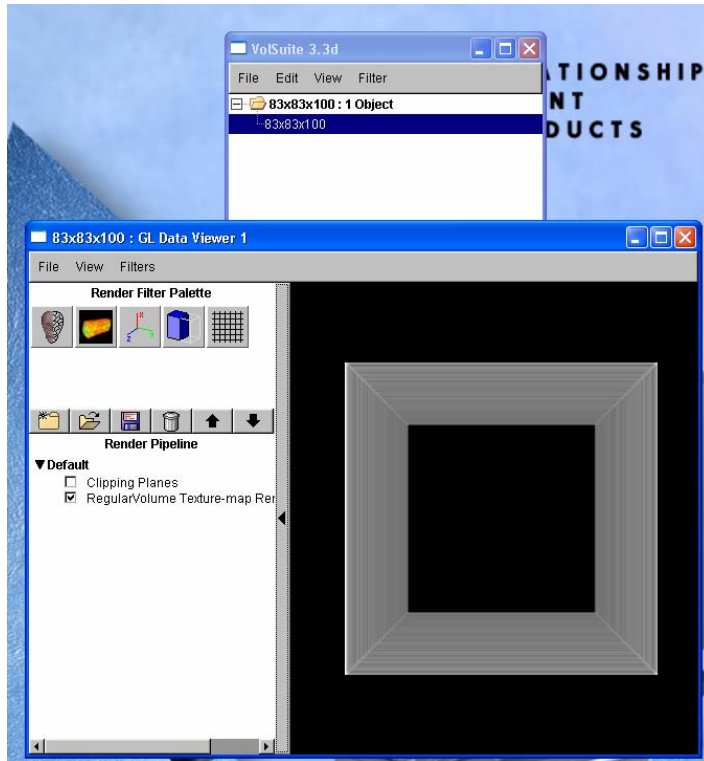 VolSuite 3.3d
File Edit View Filter
83x83x100 : 1 Object
83x83x100
TIONSHIP
NT
DUCTS
83x83x100 : GL Data Viewer 1
File View Filters
Render Filter Palette
x
z
Render Pipeline
Default
Clipping Planes
RegularVolume Texture-map Rer